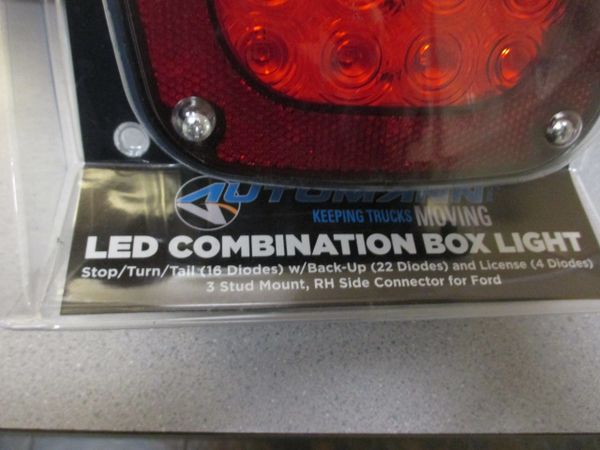 AUTOMANN
KEEPING TRUCKS MOVING
LED COMBINATION BOX LIGHT
Stop/Turn/Tail (16 Diodes) w/Back-Up (22 Diodes) and License (4 Diodes)
3 Stud Mount, RH Side Connector for Ford